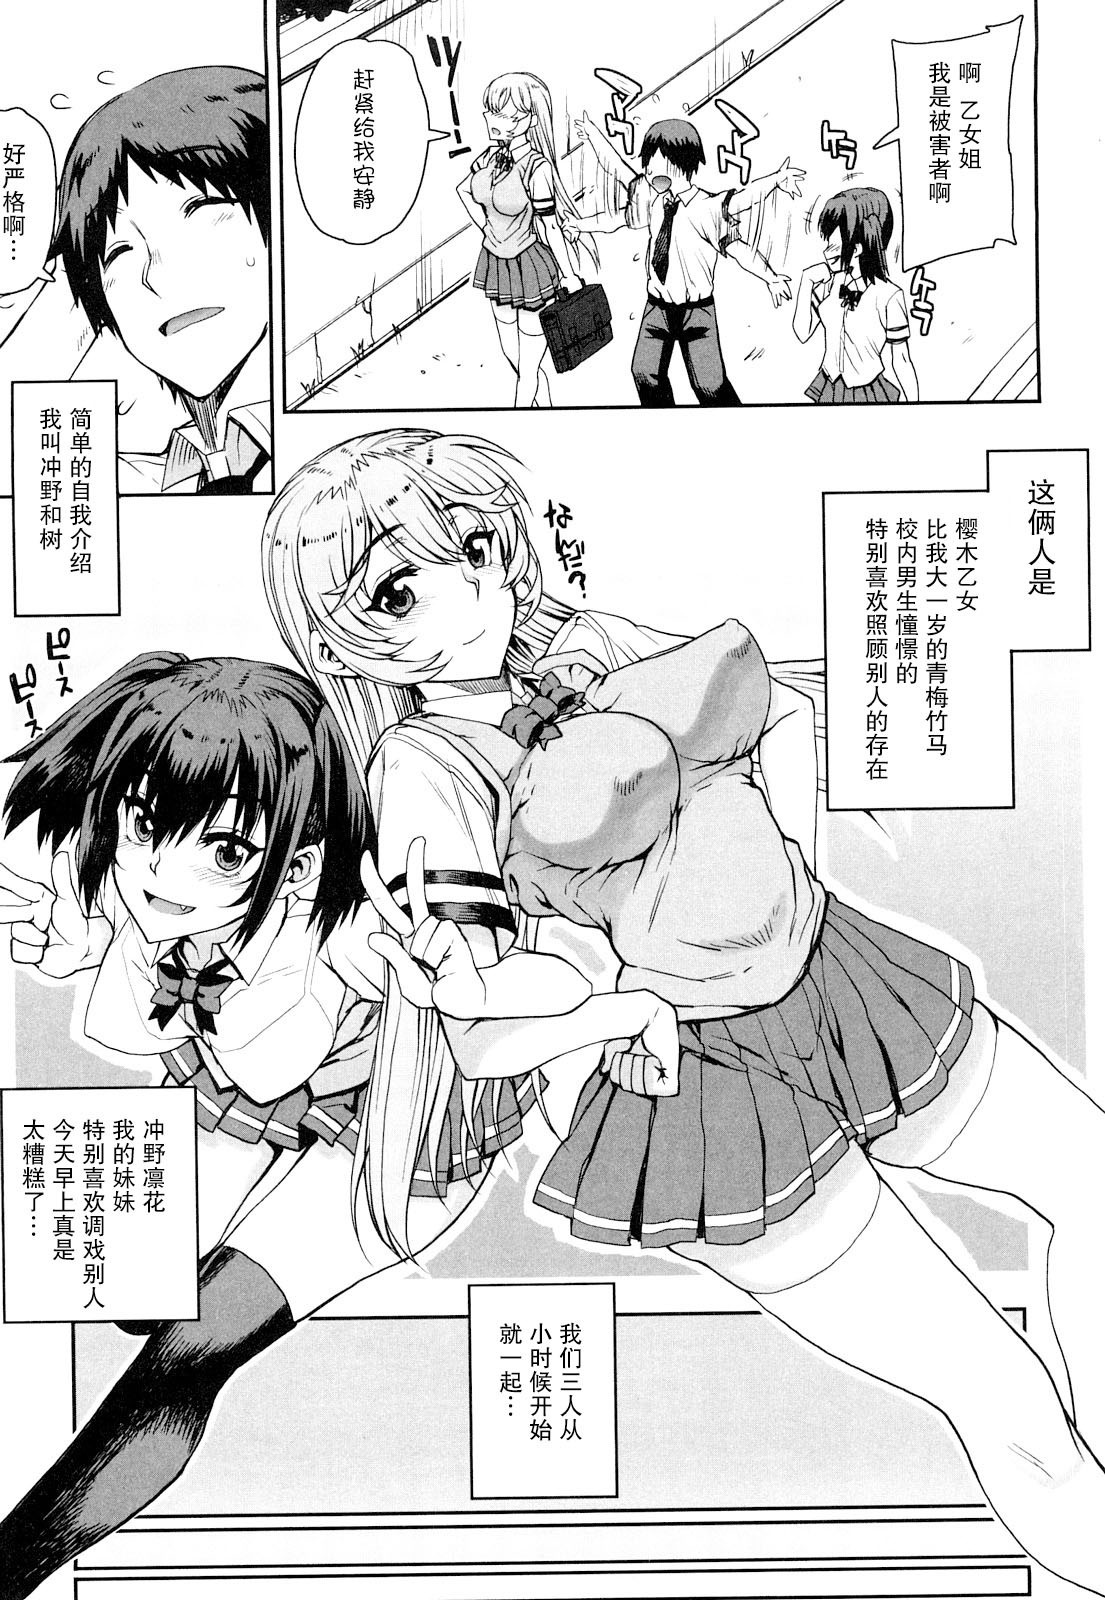 啊 乙女姐
我是被害者啊
ケラ
ケラ
赶紧给我安静
好严格啊…
简单的自我介绍
我叫冲野和树
这俩人是
樱木乙女
比我大一岁的青梅竹马
校内男生憧憬的
特别喜欢照顾别人的存在
なんだ?
ピース
ピース
冲野凛花
我的妹妹
特别喜欢调戏别人
今天早上真是
太糟糕了…
我们三人从
小时候开始
就一起…